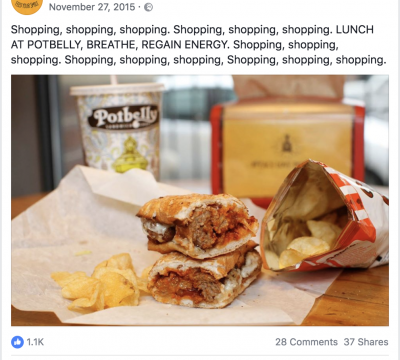 November 27, 2015 ·
Shopping, shopping, shopping. Shopping, shopping, shopping. LUNCH
AT POTBELLY, BREATHE, REGAIN ENERGY. Shopping, shopping,
shopping. Shopping, shopping, shopping, Shopping, shopping, shopping.
Potbelly
1.1K
28 Comments 37 Shares